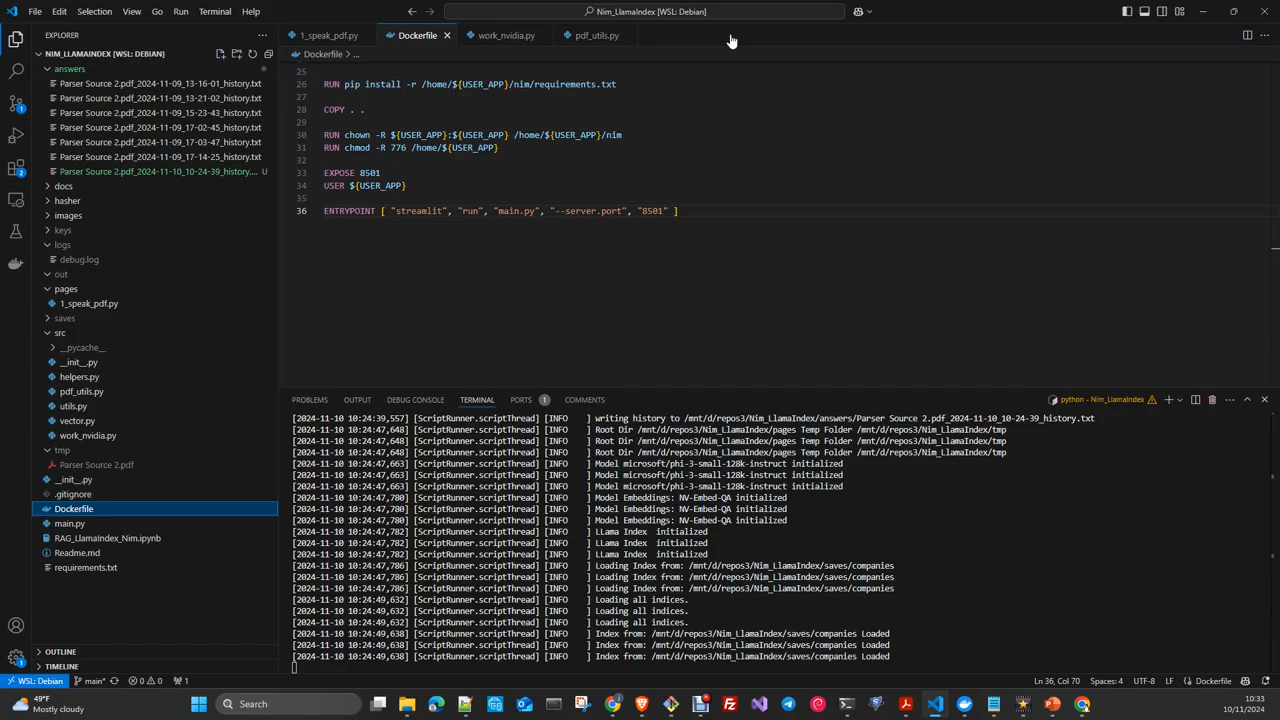 File Edit Selection View Go Run Terminal Help
Nim_LlamaIndex [WSL: Debian]
EXPLORER
NIM_LLAMAINDEX [WSL: DEBIAN]
answers
Parser Source 2.pdf_2024-11-09_13-16-01_history.txt
Parser Source 2.pdf_2024-11-09_13-21-02_history.txt
Parser Source 2.pdf_2024-11-09_15-23-43_history.txt
Parser Source 2.pdf_2024-11-09_17-02-45_history.txt
Parser Source 2.pdf_2024-11-09_17-03-47_history.txt
Parser Source 2.pdf_2024-11-09_17-14-25_history.txt
Parser Source 2.pdf_2024-11-10_10-24-39_history.... U
docs
hasher
images
keys
logs
debug.log
out
pages
1_speak_pdf.py
saves
src
__pycache__
__init__.py
helpers.py
pdf_utils.py
utils.py
vector.py
work_nvidia.py
tmp
Parser Source 2.pdf
__init__.py
.gitignore
Dockerfile
main.py
RAG_LlamaIndex_Nim.ipynb
Readme.md
requirements.txt
OUTLINE
TIMELINE
1_speak_pdf.py Dockerfile work_nvidia.py pdf_utils.py
Dockerfile > ...
25
26 RUN pip install -r /home/${USER_APP}/nim/requirements.txt
27
28 COPY . .
29
30 RUN chown -R ${USER_APP}:${USER_APP} /home/${USER_APP}/nim
31 RUN chmod -R 776 /home/${USER_APP}
32
33 EXPOSE 8501
34 USER ${USER_APP}
35
36 ENTRYPOINT [ "streamlit", "run", "main.py", "--server.port", "8501" ]
PROBLEMS OUTPUT DEBUG CONSOLE TERMINAL PORTS 1 COMMENTS
python - Nim_LlamaIndex
[2024-11-10 10:24:39,557] [ScriptRunner.scriptThread] [INFO ] writing history to /mnt/d/repos3/Nim_LlamaIndex/answers/Parser Source 2.pdf_2024-11-10_10-24-39_history.txt
[2024-11-10 10:24:47,648] [ScriptRunner.scriptThread] [INFO ] Root Dir /mnt/d/repos3/Nim_LlamaIndex/pages Temp Folder /mnt/d/repos3/Nim_LlamaIndex/tmp
[2024-11-10 10:24:47,648] [ScriptRunner.scriptThread] [INFO ] Root Dir /mnt/d/repos3/Nim_LlamaIndex/pages Temp Folder /mnt/d/repos3/Nim_LlamaIndex/tmp
[2024-11-10 10:24:47,648] [ScriptRunner.scriptThread] [INFO ] Root Dir /mnt/d/repos3/Nim_LlamaIndex/pages Temp Folder /mnt/d/repos3/Nim_LlamaIndex/tmp
[2024-11-10 10:24:47,663] [ScriptRunner.scriptThread] [INFO ] Model microsoft/phi-3-small-128k-instruct initialized
[2024-11-10 10:24:47,663] [ScriptRunner.scriptThread] [INFO ] Model microsoft/phi-3-small-128k-instruct initialized
[2024-11-10 10:24:47,663] [ScriptRunner.scriptThread] [INFO ] Model microsoft/phi-3-small-128k-instruct initialized
[2024-11-10 10:24:47,780] [ScriptRunner.scriptThread] [INFO ] Model Embeddings: NV-Embed-QA initialized
[2024-11-10 10:24:47,780] [ScriptRunner.scriptThread] [INFO ] Model Embeddings: NV-Embed-QA initialized
[2024-11-10 10:24:47,780] [ScriptRunner.scriptThread] [INFO ] Model Embeddings: NV-Embed-QA initialized
[2024-11-10 10:24:47,782] [ScriptRunner.scriptThread] [INFO ] LLama Index initialized
[2024-11-10 10:24:47,782] [ScriptRunner.scriptThread] [INFO ] LLama Index initialized
[2024-11-10 10:24:47,782] [ScriptRunner.scriptThread] [INFO ] LLama Index initialized
[2024-11-10 10:24:47,786] [ScriptRunner.scriptThread] [INFO ] Loading Index from: /mnt/d/repos3/Nim_LlamaIndex/saves/companies
[2024-11-10 10:24:47,786] [ScriptRunner.scriptThread] [INFO ] Loading Index from: /mnt/d/repos3/Nim_LlamaIndex/saves/companies
[2024-11-10 10:24:47,786] [ScriptRunner.scriptThread] [INFO ] Loading Index from: /mnt/d/repos3/Nim_LlamaIndex/saves/companies
[2024-11-10 10:24:49,632] [ScriptRunner.scriptThread] [INFO ] Loading all indices.
[2024-11-10 10:24:49,632] [ScriptRunner.scriptThread] [INFO ] Loading all indices.
[2024-11-10 10:24:49,632] [ScriptRunner.scriptThread] [INFO ] Loading all indices.
[2024-11-10 10:24:49,638] [ScriptRunner.scriptThread] [INFO ] Index from: /mnt/d/repos3/Nim_LlamaIndex/saves/companies Loaded
[2024-11-10 10:24:49,638] [ScriptRunner.scriptThread] [INFO ] Index from: /mnt/d/repos3/Nim_LlamaIndex/saves/companies Loaded
[2024-11-10 10:24:49,638] [ScriptRunner.scriptThread] [INFO ] Index from: /mnt/d/repos3/Nim_LlamaIndex/saves/companies Loaded
WSL: Debian main* 0 0 1 Ln 36, Col 70 Spaces: 4 UTF-8 LF Dockerfile
49°F
Mostly cloudy
Search
10:33
10/11/2024